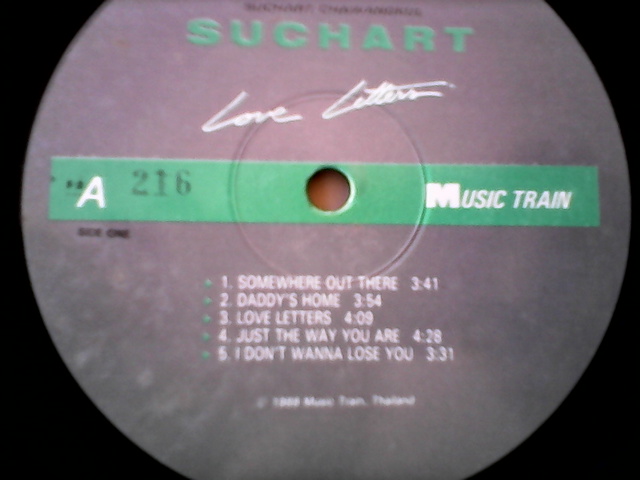 SUCHART
Love Letters
A 216 MUSIC TRAIN
SIDE ONE
1. SOMEWHERE OUT THERE 3:41
2. DADDY'S HOME 3:54
3. LOVE LETTERS 4:09
4. JUST THE WAY YOU ARE 4:28
5. I DON'T WANNA LOSE YOU 3:31
Music Train, Thailand